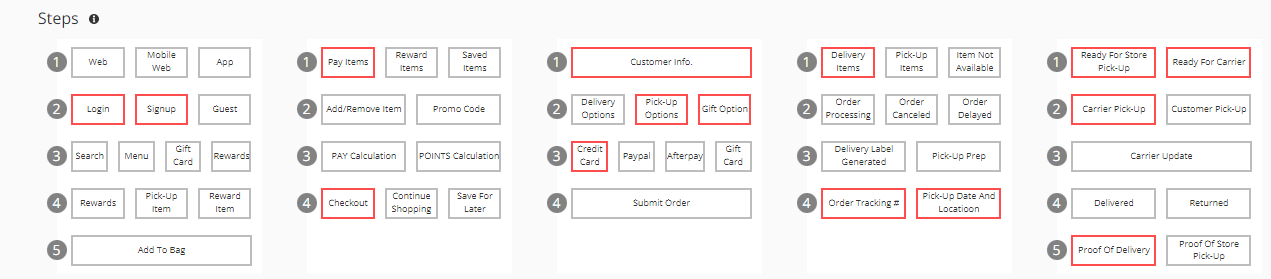 Steps
1 Web Mobile Web App
2 Login Signup Guest
3 Search Menu Gift Card Rewards
4 Rewards Pick-Up Item Reward Item
5 Add To Bag
1 Pay Items Reward Items Saved Items
2 Add/Remove Item Promo Code
3 PAY Calculation POINTS Calculation
4 Checkout Continue Shopping Save For Later
1 Customer Info.
2 Delivery Options Pick-Up Options Gift Option
3 Credit Card Paypal Afterpay Gift Card
4 Submit Order
1 Delivery Items Pick-Up Items Item Not Available
2 Order Processing Order Canceled Order Delayed
3 Delivery Label Generated Pick-Up Prep
4 Order Tracking # Pick-Up Date And Locatioon
1 Ready For Store Pick-Up Ready For Carrier
2 Carrier Pick-Up Customer Pick-Up
3 Carrier Update
4 Delivered Returned
5 Proof Of Delivery Proof Of Store Pick-Up